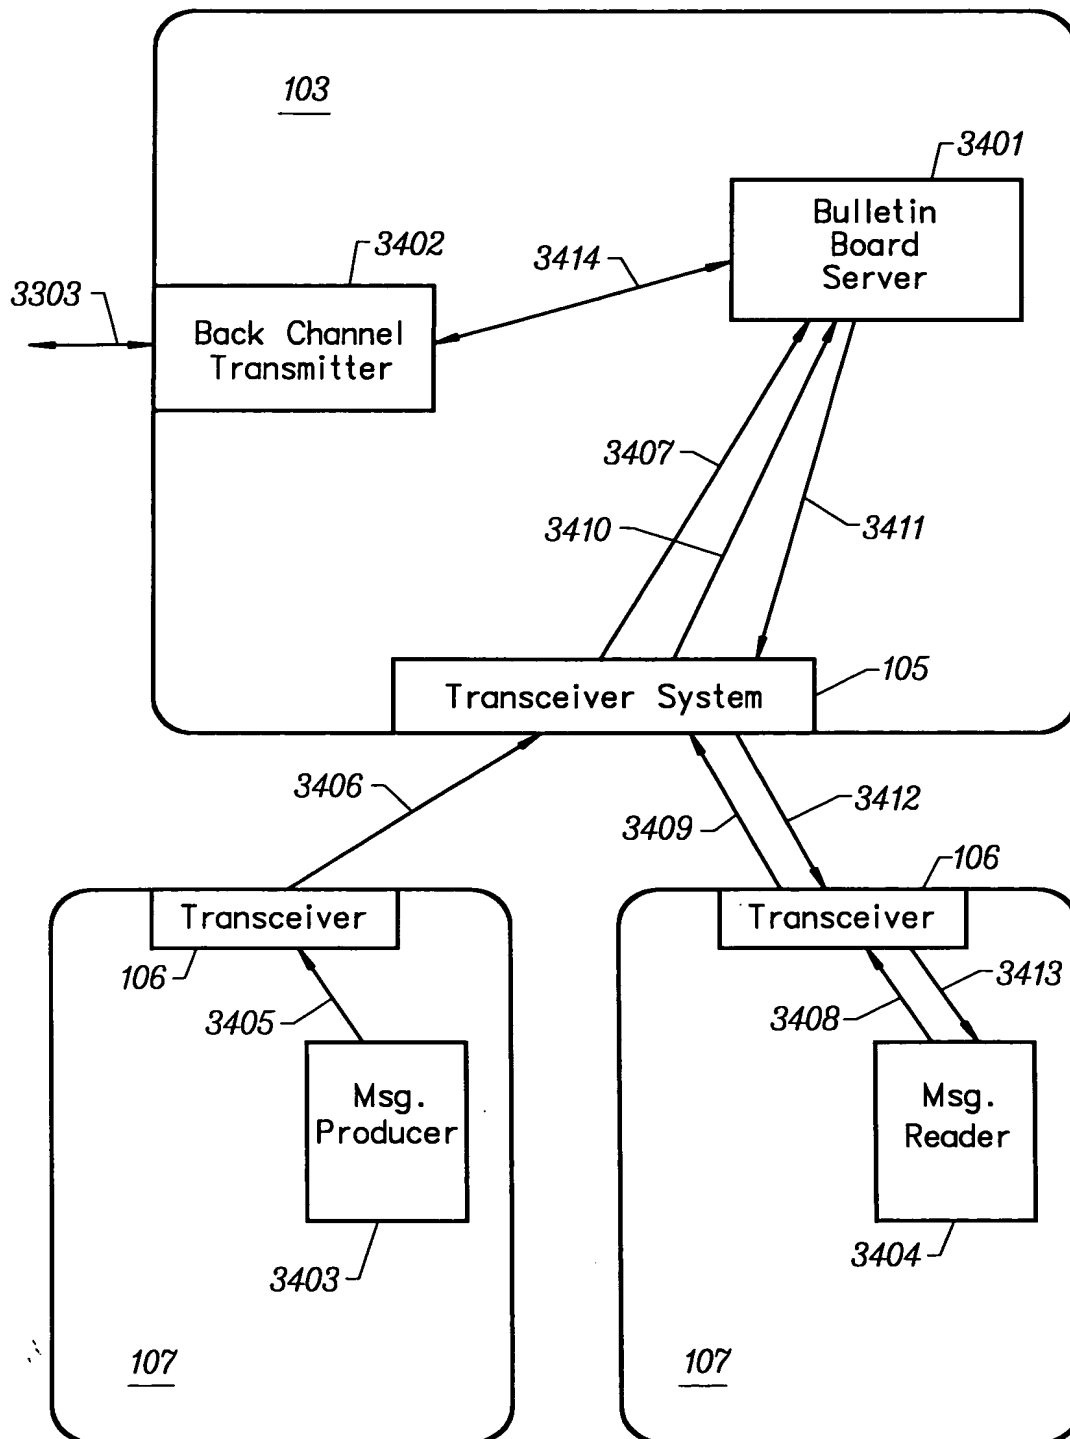 103
3401
Bulletin
Board
Server
3402
3414
3303
Back Channel
Transmitter
3407
3410
3411
105
Transceiver System
3406
3412
3409
106
Transceiver
Transceiver
106
3405
3408
3413
Msg.
Producer
Msg.
Reader
3403
3404
107
107